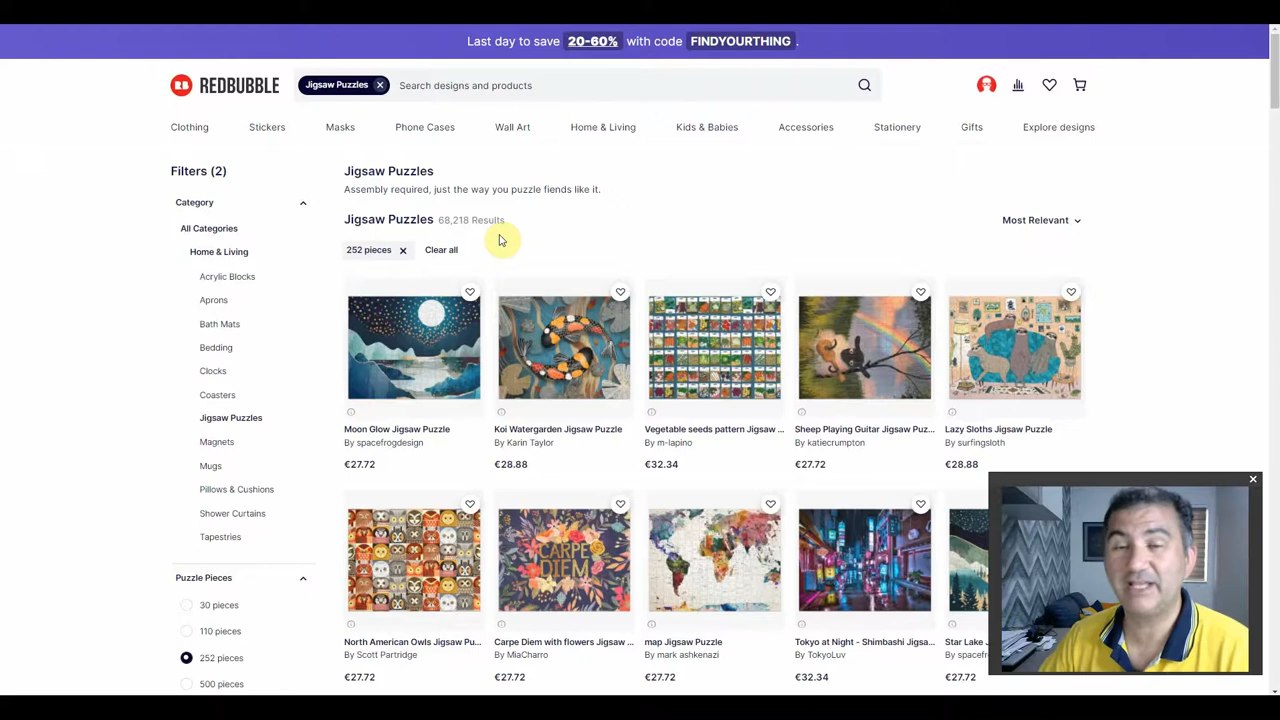 Last day to save 20-60% with code FINDYOURTHING.
REDBUBBLE
Jigsaw Puzzles
Search designs and products
Clothing
Stickers
Masks
Phone Cases
Wall Art
Home & Living
Kids & Babies
Accessories
Stationery
Gifts
Explore designs
Filters (2)
Category
All Categories
Home & Living
Acrylic Blocks
Aprons
Bath Mats
Bedding
Clocks
Coasters
Jigsaw Puzzles
Magnets
Mugs
Pillows & Cushions
Shower Curtains
Tapestries
Puzzle Pieces
30 pieces
110 pieces
252 pieces
500 pieces
Jigsaw Puzzles
Assembly required, just the way you puzzle fiends like it.
Jigsaw Puzzles 68,218 Results
Most Relevant
252 pieces
Clear all
Moon Glow Jigsaw Puzzle
By spacefrogdesign
€27.72
Koi Watergarden Jigsaw Puzzle
By Karin Taylor
€28.88
Vegetable seeds pattern Jigsaw ...
By m-lapino
€32.34
Sheep Playing Guitar Jigsaw Puz...
By katiecrumpton
€27.72
Lazy Sloths Jigsaw Puzzle
By surfingsloth
€28.88
CARPE
DIEM
North American Owls Jigsaw Pu...
By Scott Partridge
€27.72
Carpe Diem with flowers Jigsaw ...
By MiaCharro
€27.72
map Jigsaw Puzzle
By mark ashkenazi
€27.72
Tokyo at Night - Shimbashi Jigsa...
By TokyoLuv
€32.34
Star Lake J
By spacef
€27.72